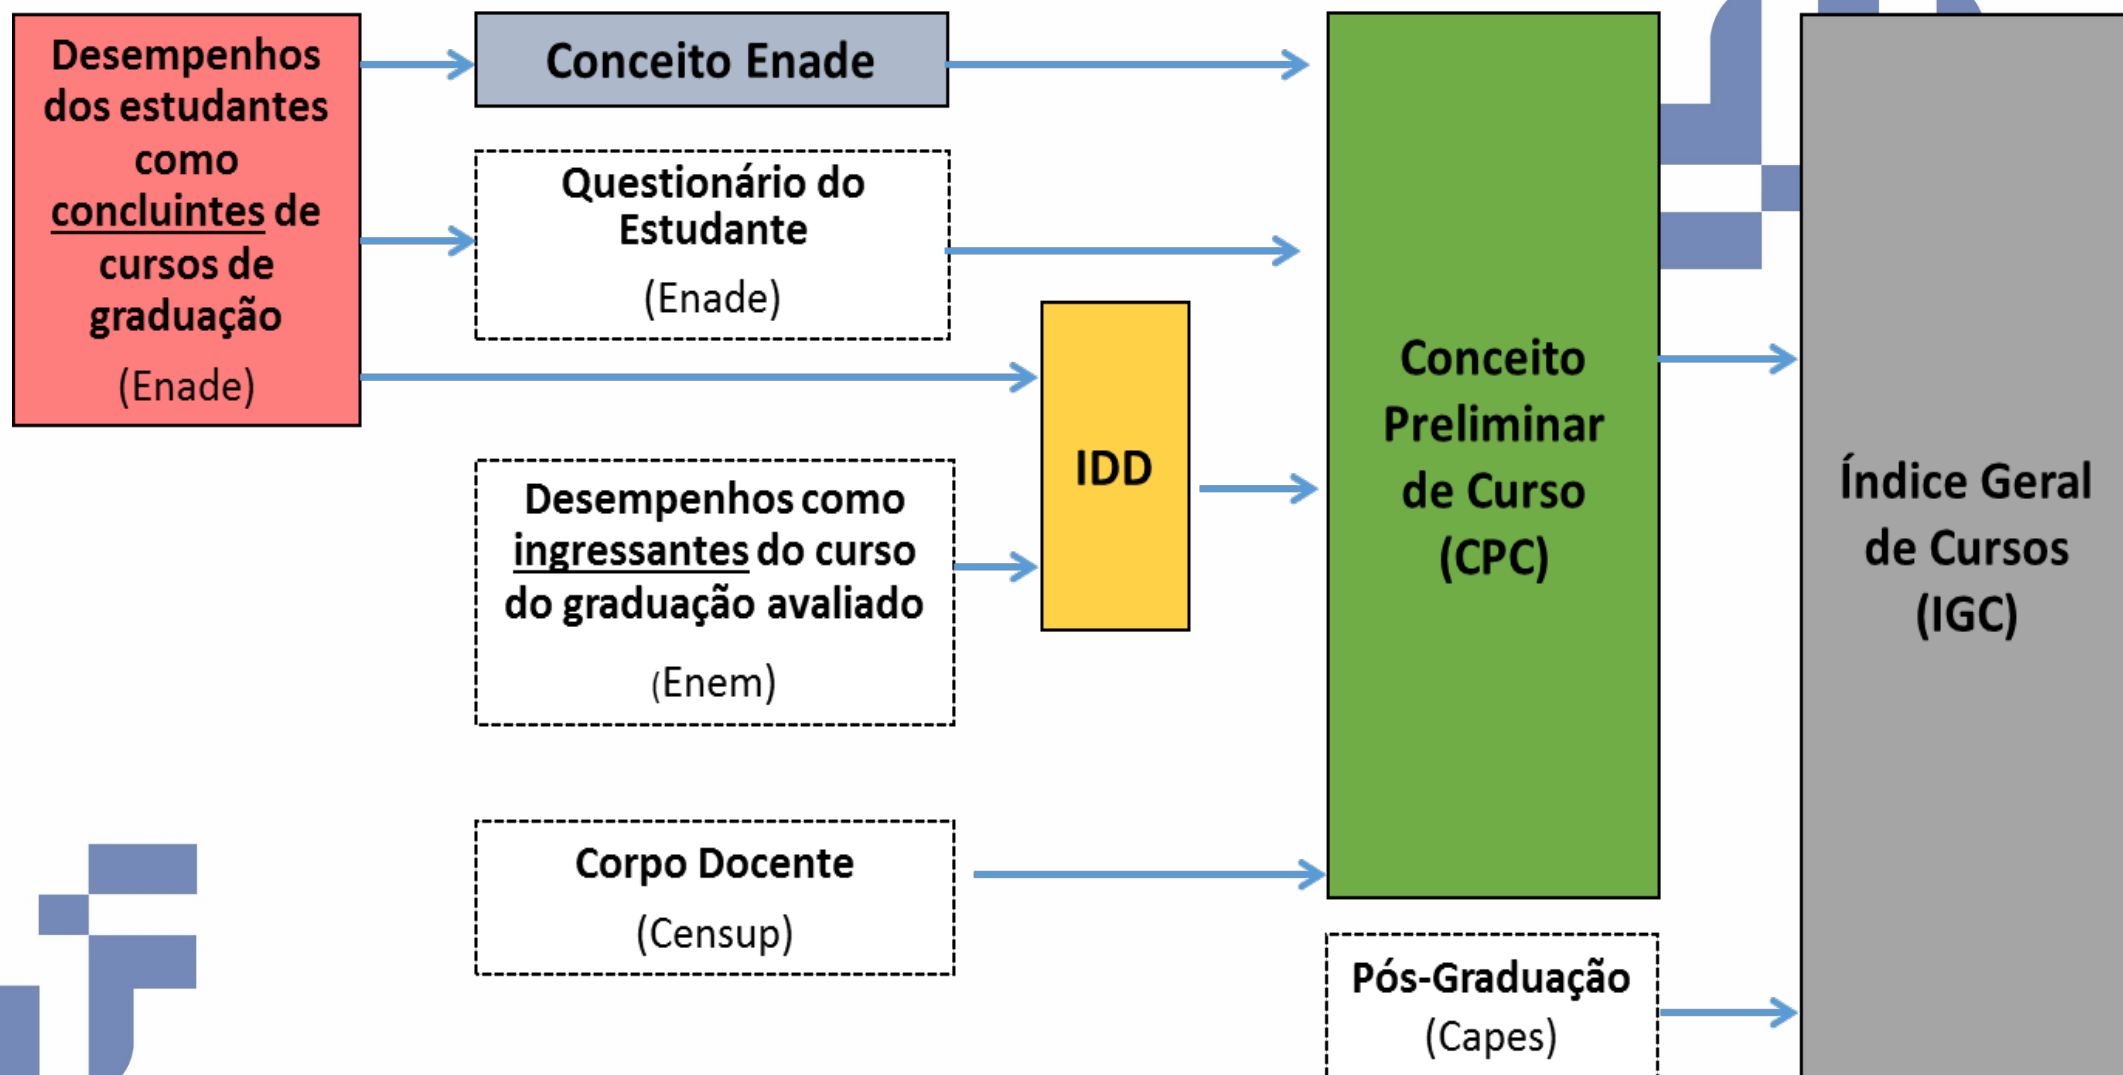 Desempenhos
dos estudantes
como
concluintes de
cursos de
graduação
(Enade)
Conceito Enade
Questionário do
Estudante
(Enade)
Desempenhos como
ingressantes do curso
do graduação avaliado
(Enem)
Corpo Docente
(Censup)
IDD
Conceito
Preliminar
de Curso
(CPC)
Pós-Graduação
(Capes)
Índice Geral
de Cursos
(IGC)